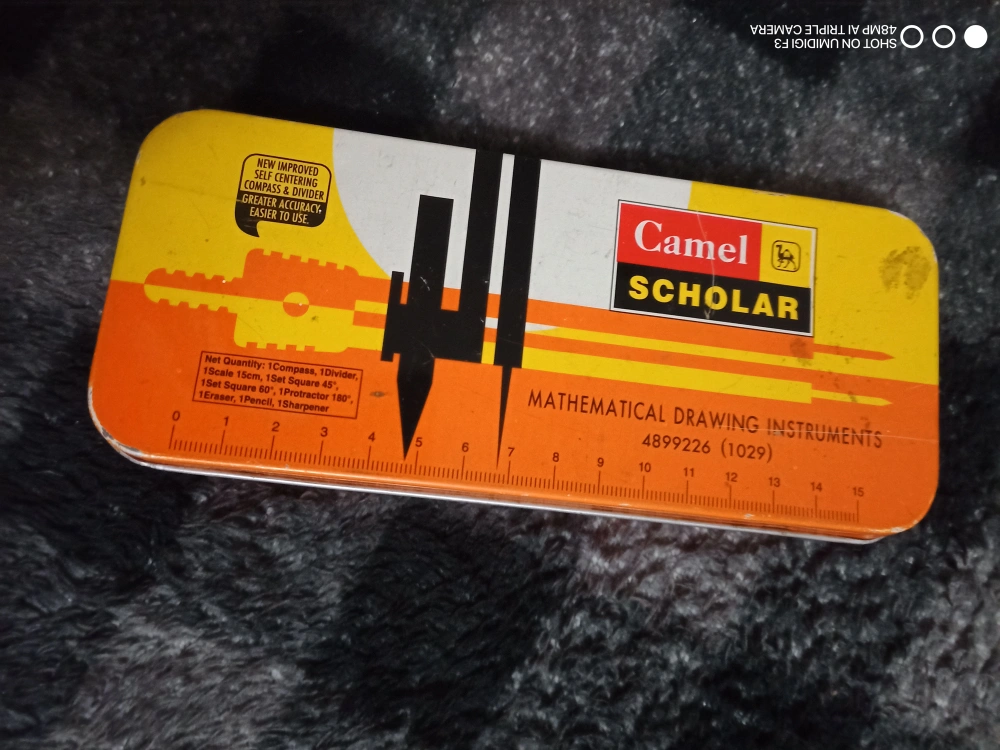 SHOT ON UMIDIGI F3
48MP AI TRIPLE CAMERA
NEW IMPROVED
SELF CENTERING
COMPASS & DIVIDER
GREATER ACCURACY,
EASIER TO USE.
Camel
SCHOLAR
Net Quantity: 1Compass, 1Divider,
1Scale 15cm, 1Set Square 45°,
1Set Square 60°, 1Protractor 180°,
1Eraser, 1Pencil, 1Sharpener
MATHEMATICAL DRAWING INSTRUMENTS
4899226 (1029)
0 1 2 3 4 5 6 7 8 9 10 11 12 13 14 15